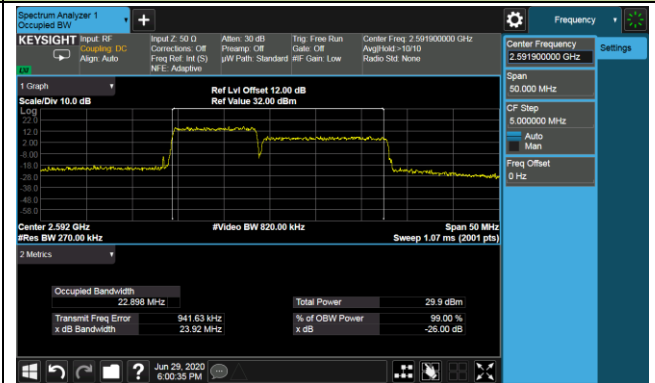 Spectrum Analyzer 1
Occupied BW
+
Frequency
KEYSIGHT
Input: RF
Coupling: DC
Align: Auto
Input Z: 50 Ω
Corrections: Off
Freq Ref: Int (S)
NFE: Adaptive
Atten: 30 dB
Preamp: Off
µW Path: Standard
Trig: Free Run
Gate: Off
#IF Gain: Low
Center Freq: 2.591900000 GHz
Avg|Hold:>10/10
Radio Std: None
Center Frequency
2.591900000 GHz
Settings
Span
50.000 MHz
CF Step
5.000000 MHz
Auto
Man
Freq Offset
0 Hz
1 Graph
Scale/Div 10.0 dB
Ref Lvl Offset 12.00 dB
Ref Value 32.00 dBm
Log
22.0
12.0
2.00
-8.00
-18.0
-28.0
-38.0
-48.0
-58.0
Center 2.592 GHz
#Video BW 820.00 kHz
Span 50 MHz
#Res BW 270.00 kHz
Sweep 1.07 ms (2001 pts)
2 Metrics
Occupied Bandwidth
22.898 MHz
Total Power
29.9 dBm
Transmit Freq Error
941.63 kHz
% of OBW Power
99.00 %
x dB Bandwidth
23.92 MHz
x dB
-26.00 dB
?
Jun 29, 2020
6:00:35 PM